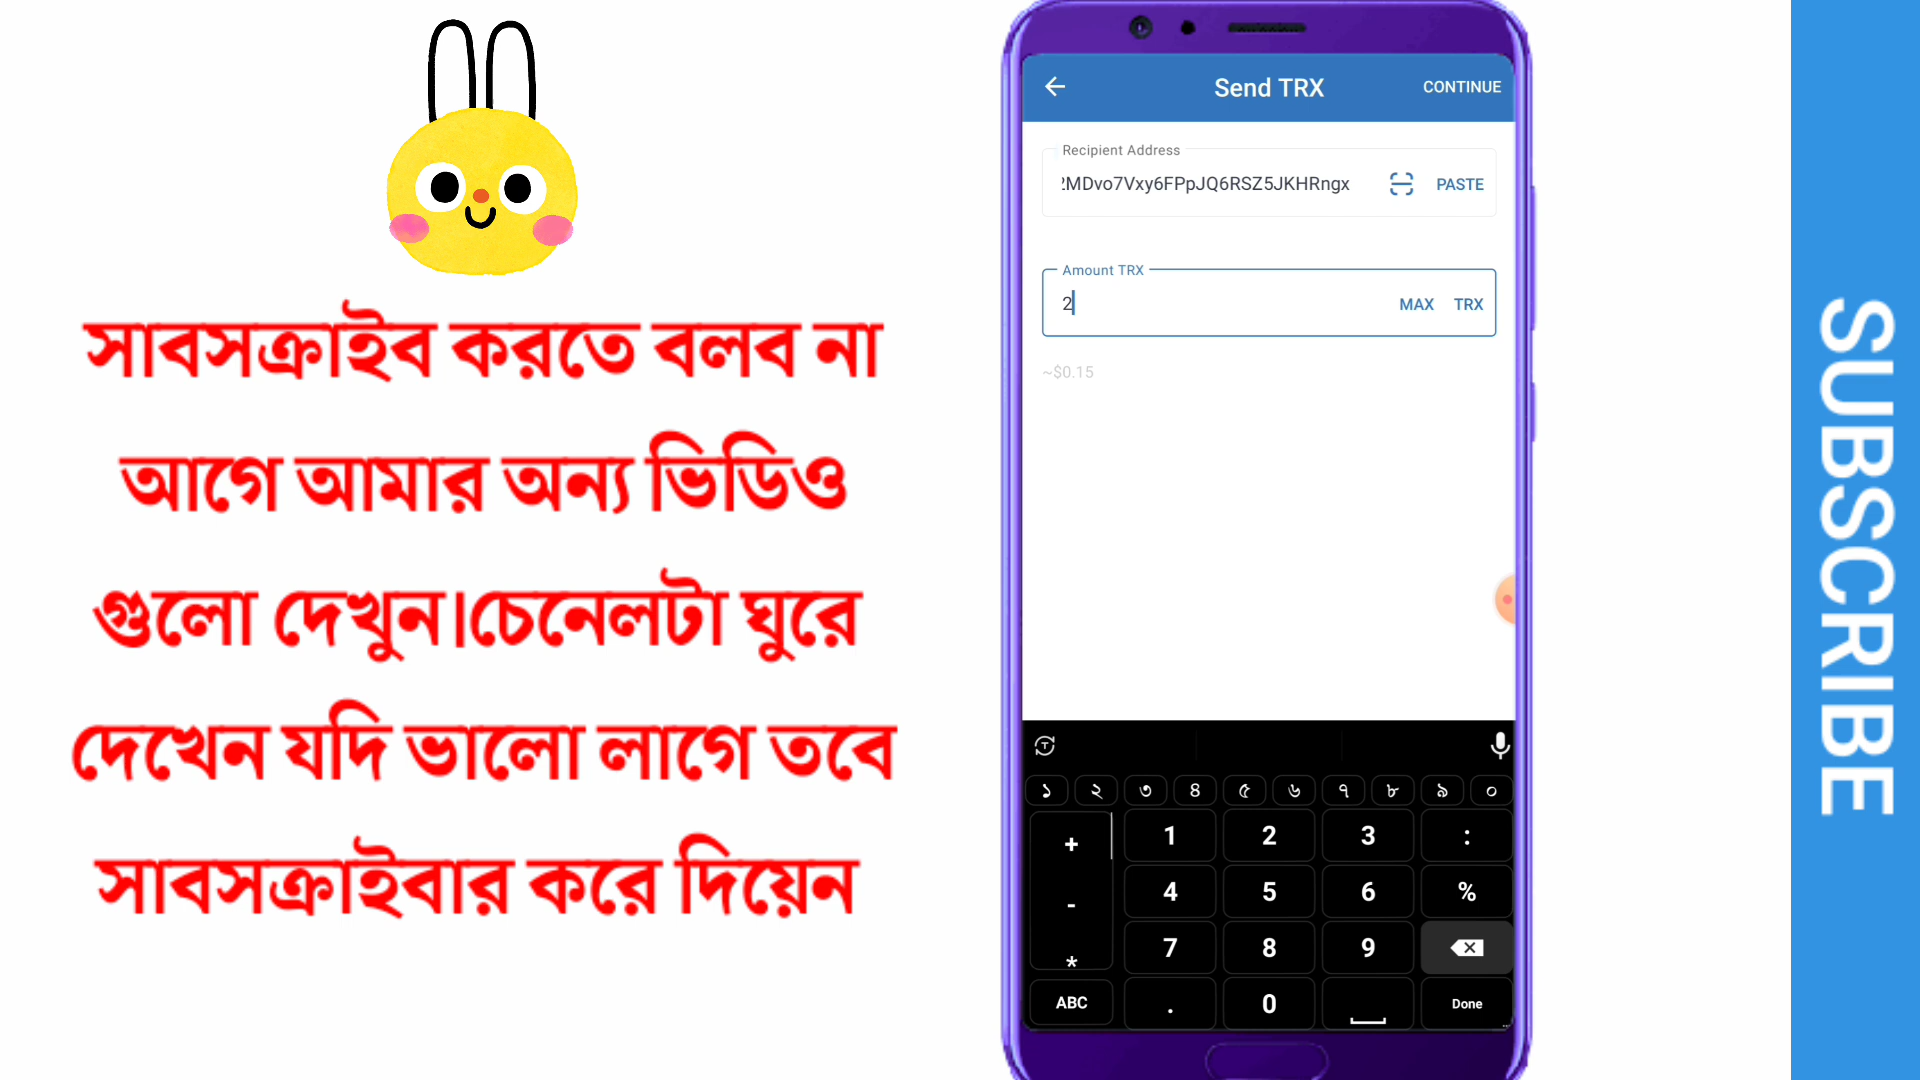 সাবসক্রাইব করতে বলব না
আগে আমার অন্য ভিডিও
গুলো দেখুন।চেনেলটা ঘুরে
দেখেন যদি ভালো লাগে তবে
সাবসক্রাইবার করে দিয়েন
Send TRX
CONTINUE
Recipient Address
MDvo7Vxy6FPpJQ6RSZ5JKHRngx
PASTE
Amount TRX
2
MAX TRX
~$0.15
১ ২ ৩ 8 ৫ ৬ ৭ ৮ ৯ ০
+ 1 2 3 :
- 4 5 6 %
* 7 8 9
ABC . 0 Done
SUBSCRIBE